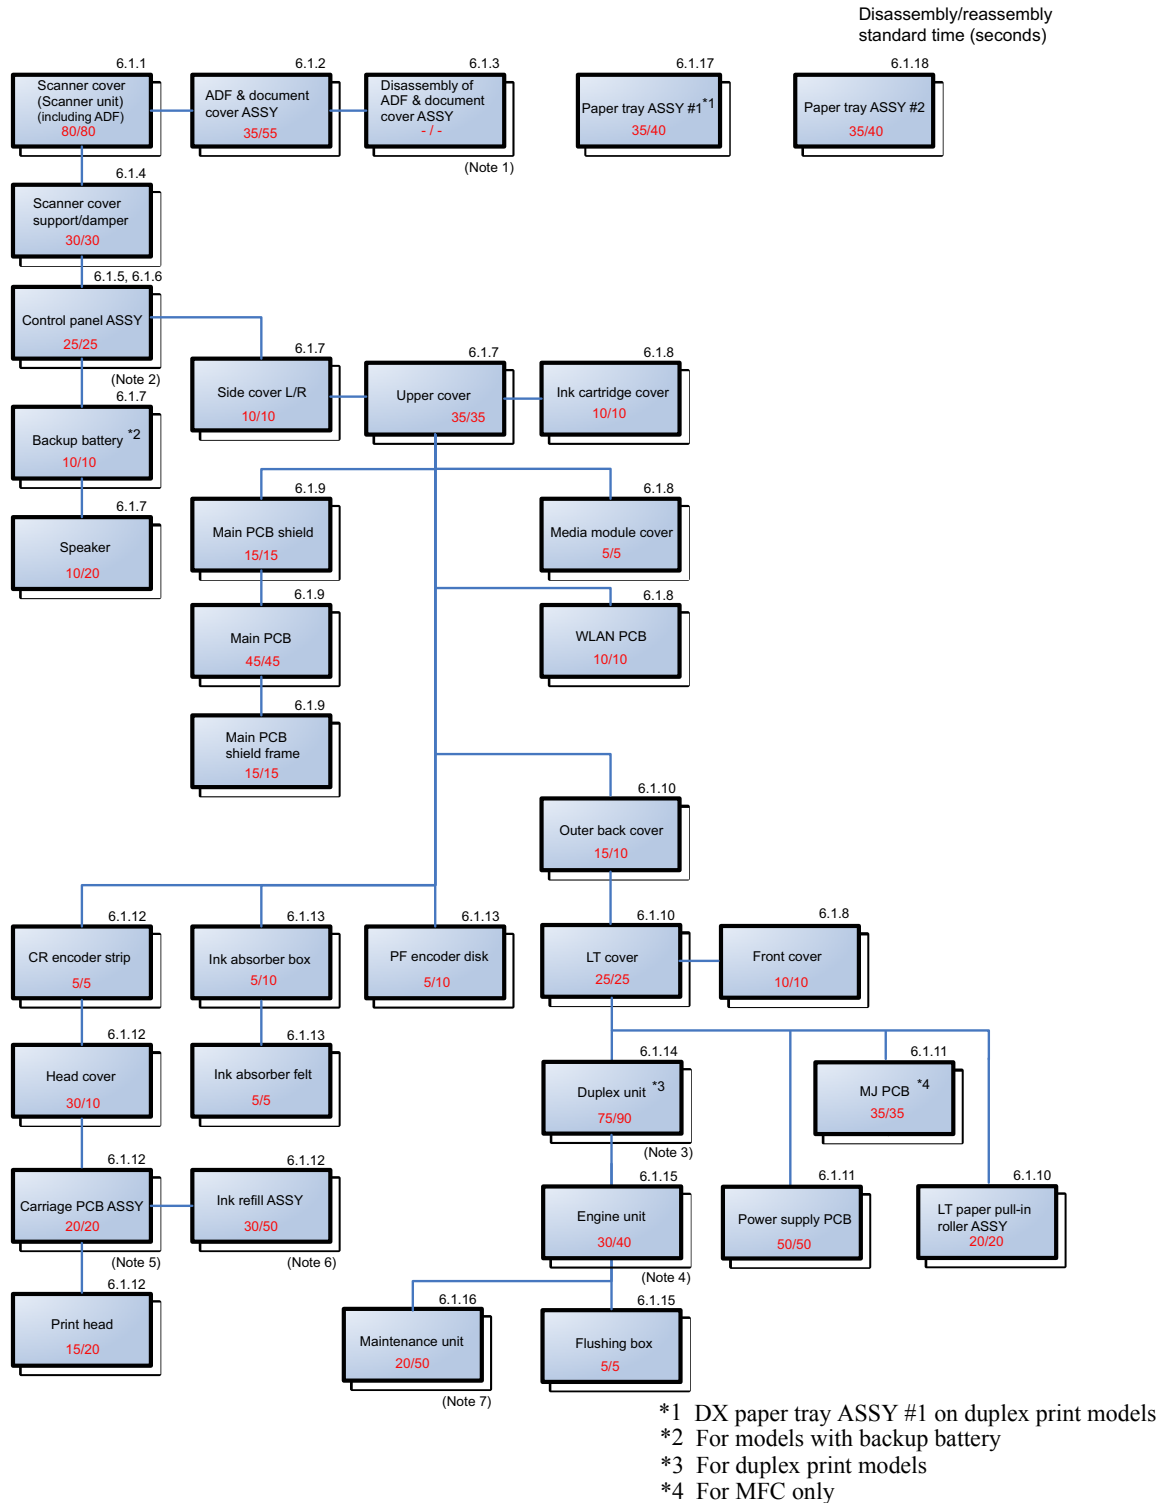 Disassembly/reassembly
standard time (seconds)
6.1.1
Scanner cover
(Scanner unit)
(including ADF)
80/80
6.1.2
ADF & document
cover ASSY
35/55
6.1.3
Disassembly of
ADF & document
cover ASSY
- / -
(Note 1)
6.1.17
Paper tray ASSY #1*1
35/40
6.1.18
Paper tray ASSY #2
35/40
6.1.4
Scanner cover
support/damper
30/30
6.1.5, 6.1.6
Control panel ASSY
25/25
(Note 2)
6.1.7
Side cover L/R
10/10
6.1.7
Upper cover
35/35
6.1.8
Ink cartridge cover
10/10
6.1.7
Backup battery *2
10/10
6.1.7
Speaker
10/20
6.1.9
Main PCB shield
15/15
6.1.8
Media module cover
5/5
6.1.9
Main PCB
45/45
6.1.8
WLAN PCB
10/10
6.1.9
Main PCB
shield frame
15/15
6.1.10
Outer back cover
15/10
6.1.12
CR encoder strip
5/5
6.1.13
Ink absorber box
5/10
6.1.13
PF encoder disk
5/10
6.1.10
LT cover
25/25
6.1.8
Front cover
10/10
6.1.12
Head cover
30/10
6.1.13
Ink absorber felt
5/5
6.1.14
Duplex unit *3
75/90
(Note 3)
6.1.11
MJ PCB *4
35/35
6.1.12
Carriage PCB ASSY
20/20
(Note 5)
6.1.12
Ink refill ASSY
30/50
(Note 6)
6.1.15
Engine unit
30/40
(Note 4)
6.1.11
Power supply PCB
50/50
6.1.10
LT paper pull-in
roller ASSY
20/20
6.1.12
Print head
15/20
6.1.16
Maintenance unit
20/50
(Note 7)
6.1.15
Flushing box
5/5
*1 DX paper tray ASSY #1 on duplex print models
*2 For models with backup battery
*3 For duplex print models
*4 For MFC only